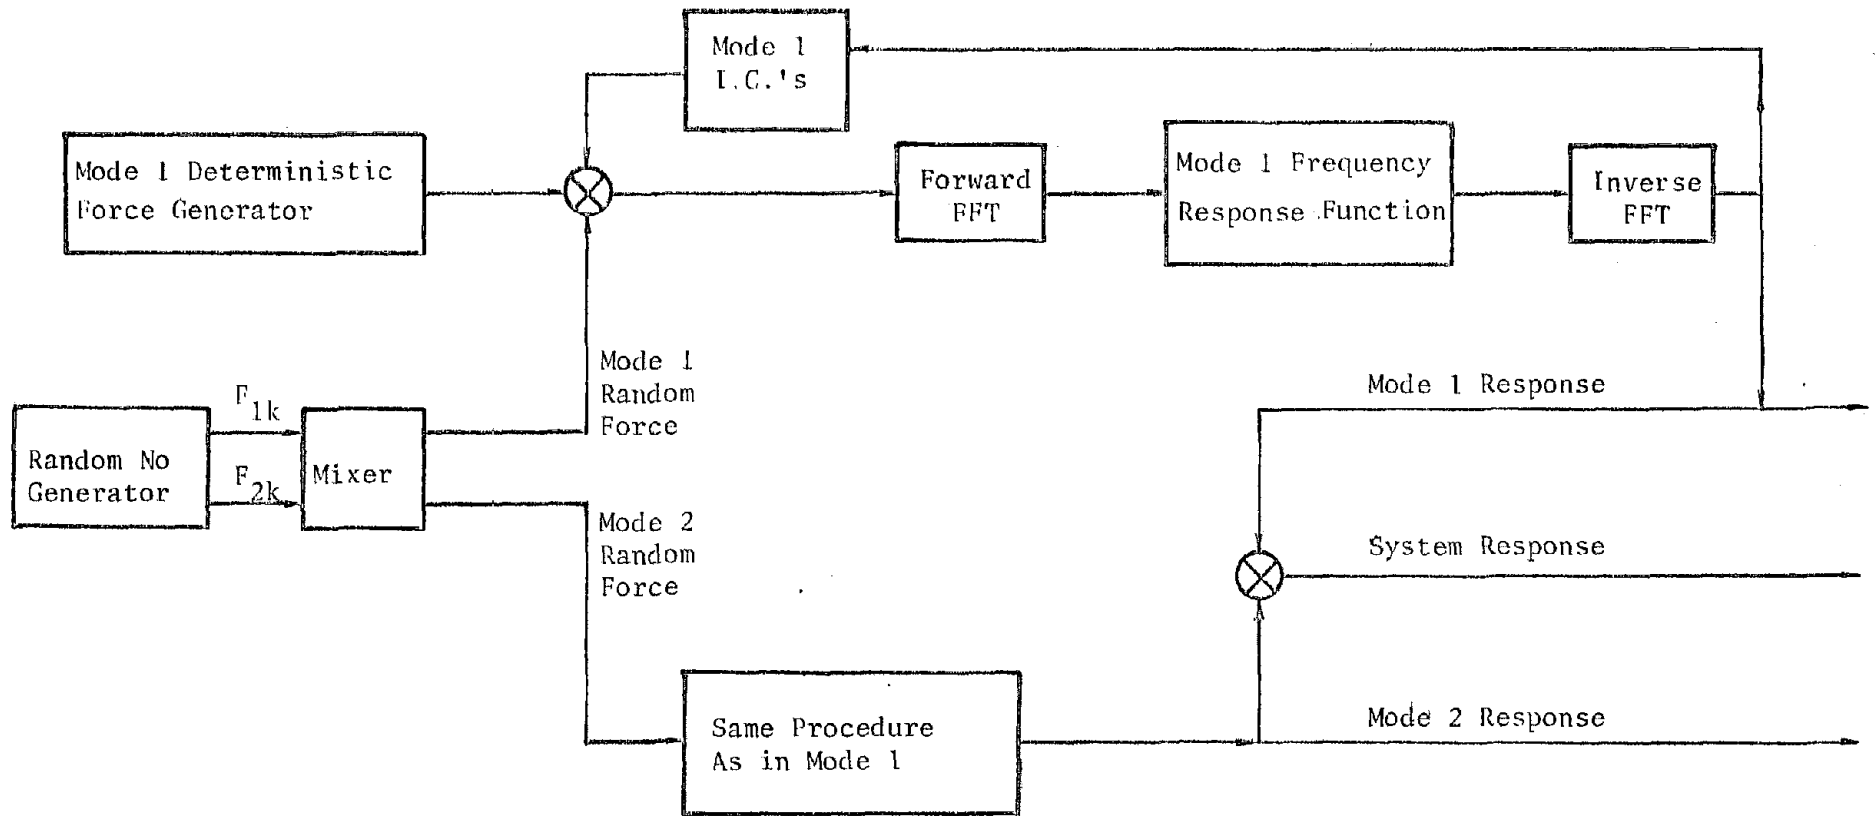 Mode 1
I.C.'s
Mode 1 Deterministic
Force Generator
Forward
FFT
Mode 1 Frequency
Response Function
Inverse
FFT
Mode 1
Random
Force
Mode 1 Response
F1k
Random No
Generator
F2k
Mixer
Mode 2
Random
Force
System Response
Same Procedure
As in Mode 1
Mode 2 Response